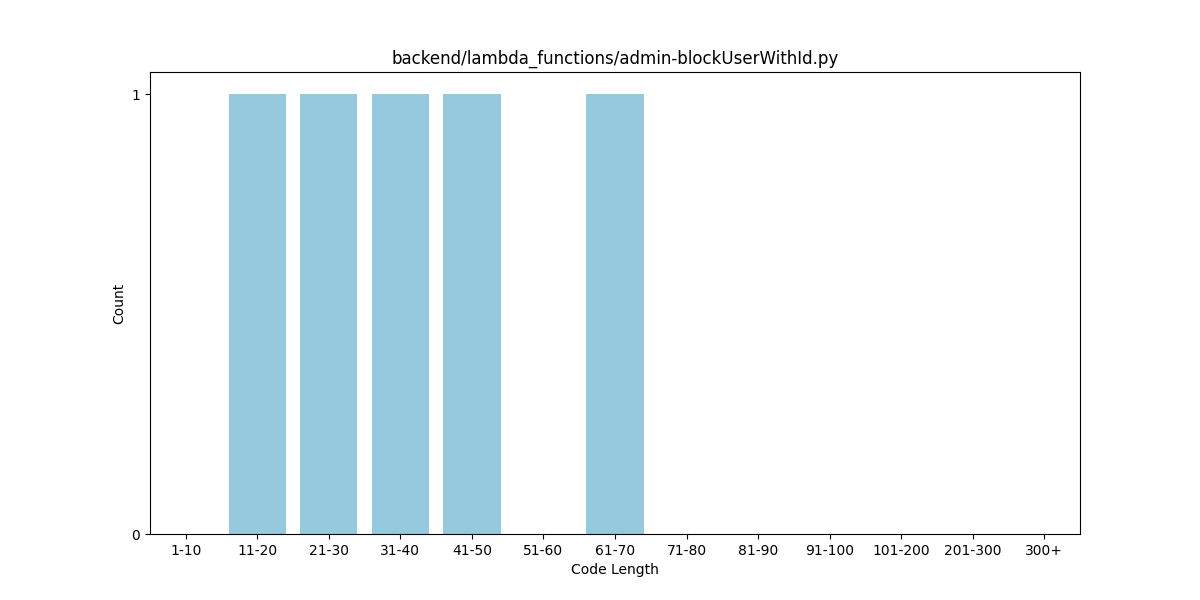 backend/lambda_functions/admin-blockUserWithId.py
1
Count
0
1-10 11-20 21-30 31-40 41-50 51-60 61-70 71-80 81-90 91-100 101-200 201-300 300+
Code Length